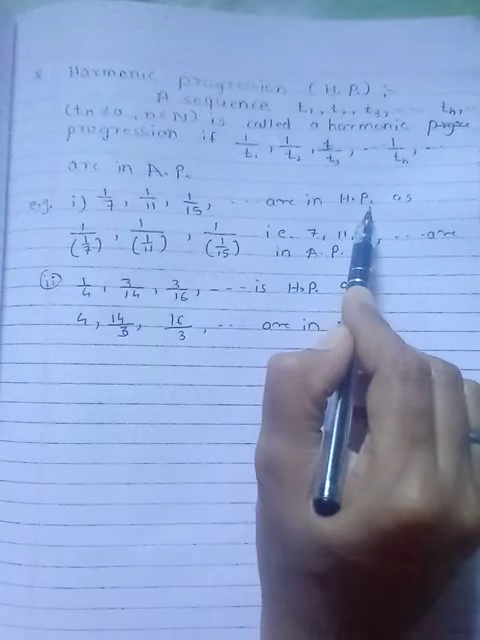 * Harmonic progression (H.P.) :-
A sequence t₁, t₂, t₃, ... tₙ, ..
(tₙ ≠ 0, n ∈ N) is called a harmonic
progression if 1/t₁, 1/t₂, 1/t₃, ... 1/tₙ, ...
are in A.P.
e.g. i) 1/7, 1/11, 1/15, ... are in H.P. as
1/(1/7), 1/(1/11), 1/(1/15) i.e. 7, 11, ... are
in A.P.
(ii) 1/4, 3/14, 3/16, ---- is H.P.
4, 14/3, 16/3, ... are in